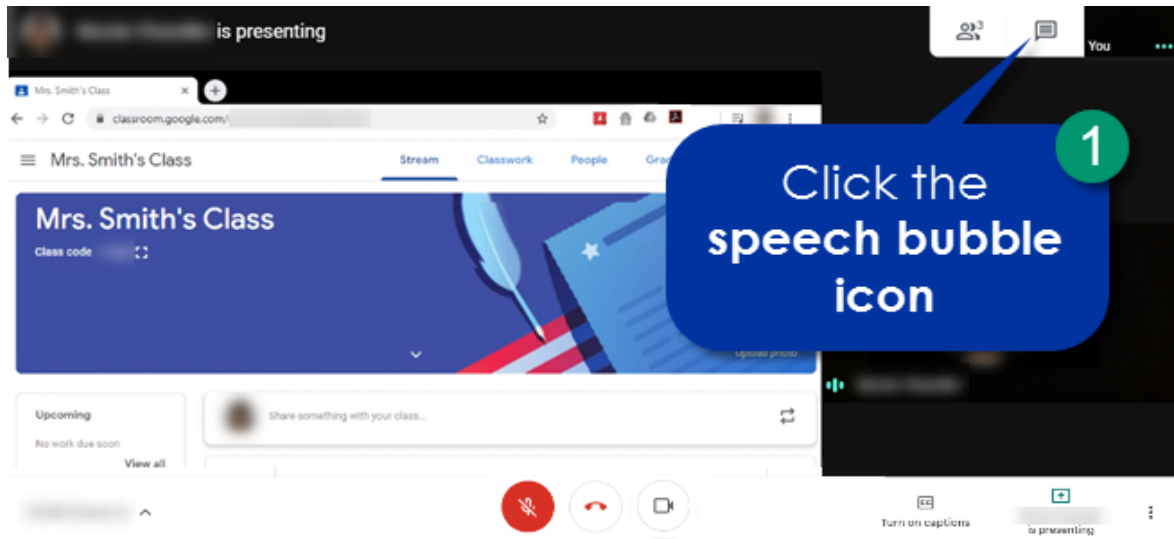 is presenting
3
You
Mrs. Smith's Class
classroom.google.com/
Mrs. Smith's Class
Stream Classwork People
1
Click the
speech bubble
icon
Mrs. Smith's Class
Class code
Upload photo
Upcoming
No work due soon
View all
Share something with your class...
CC
Turn on captions
is presenting